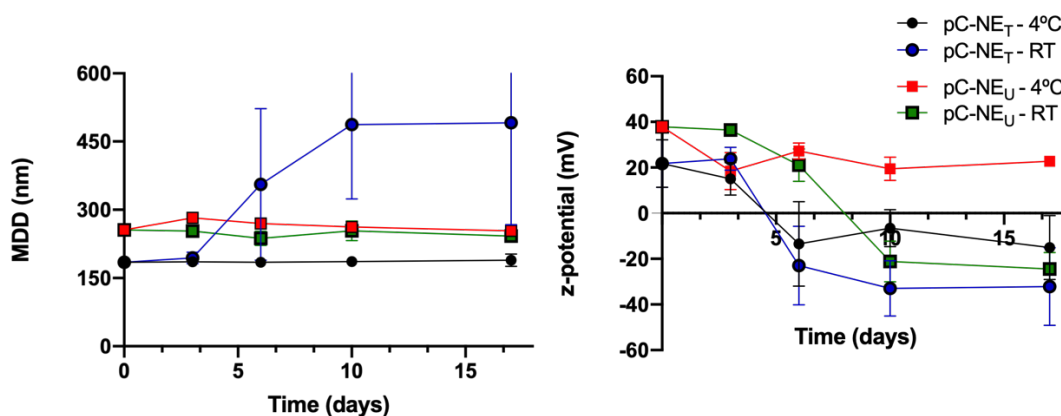 600
450
300
150
0
MDD (nm)
0
5
10
15
Time (days)
pC-NE_T - 4ºC
pC-NE_T - RT
pC-NE_U - 4ºC
pC-NE_U - RT
60
40
20
0
-20
-40
-60
z-potential (mV)
5
10
15
Time (days)